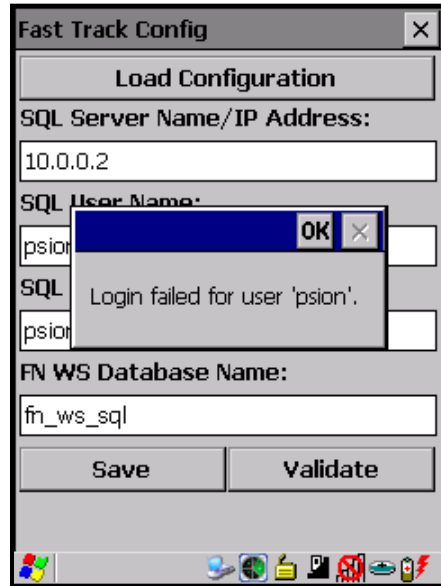 Fast Track Config
Load Configuration
SQL Server Name/IP Address:
10.0.0.2
SQL User Name:
psion
OK
Login failed for user 'psion'.
SQL
psion
FN WS Database Name:
fn_ws_sql
Save
Validate